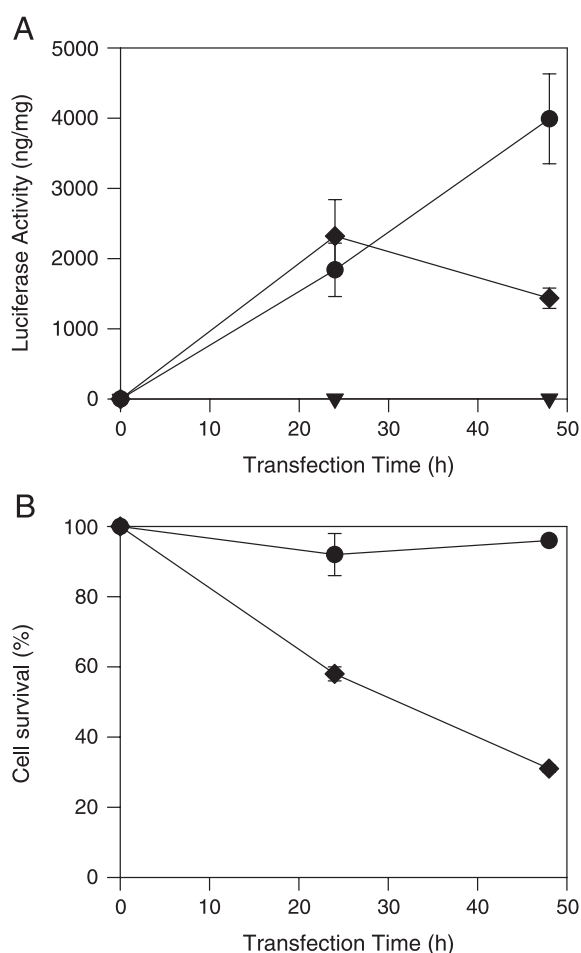 A
5000
4000
3000
2000
1000
0
Luciferase Activity (ng/mg)
0 10 20 30 40 50
Transfection Time (h)
B
100
80
60
40
20
0
Cell survival (%)
0 10 20 30 40 50
Transfection Time (h)